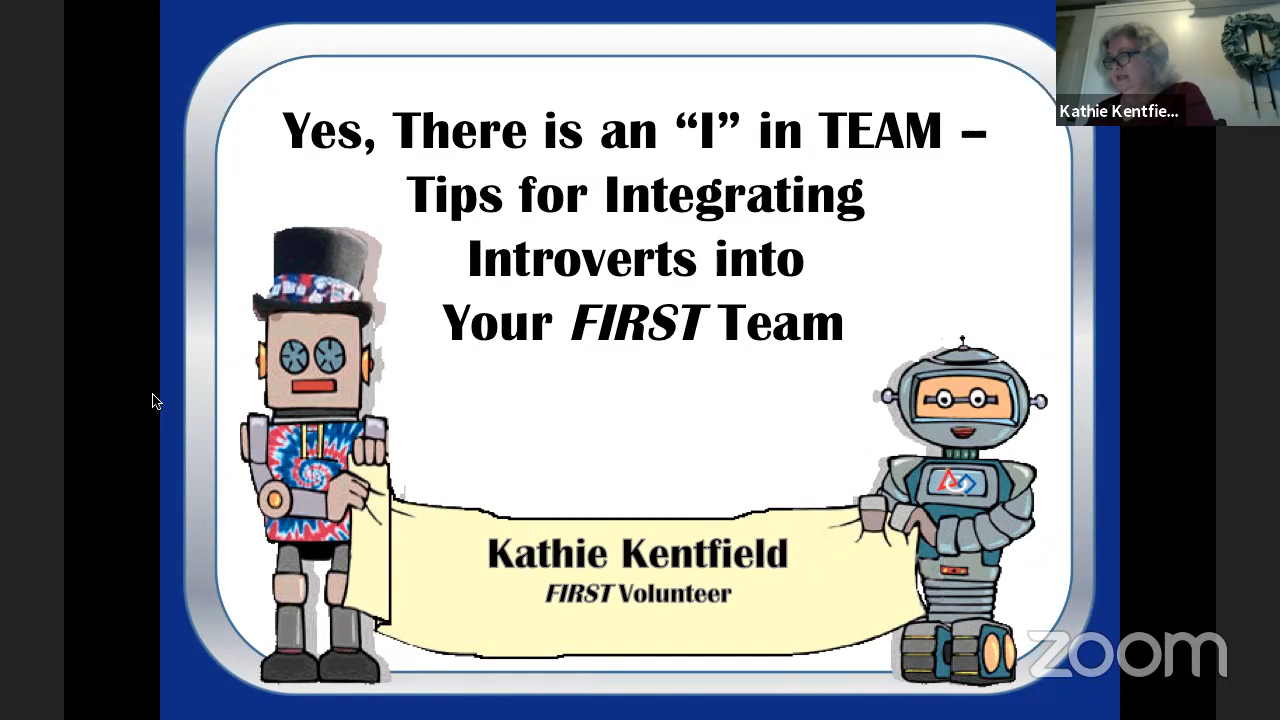 Yes, There is an “I” in TEAM –
Tips for Integrating
Introverts into
Your FIRST Team
Kathie Kentfie...
Kathie Kentfield
FIRST Volunteer
zoom